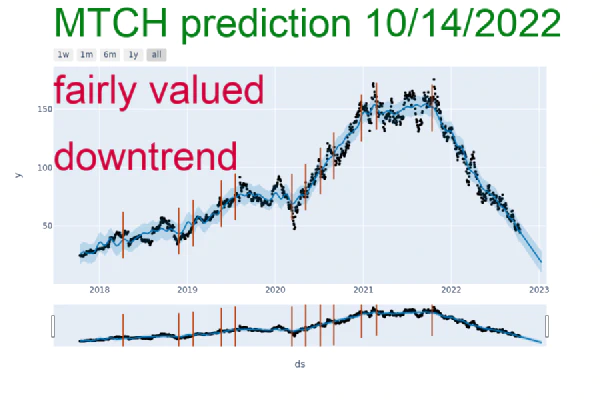 MTCH prediction 10/14/2022
1w 1m 6m 1y all
fairly valued
150
downtrend
100
y
50
2018 2019 2020 2021 2022 2023
ds